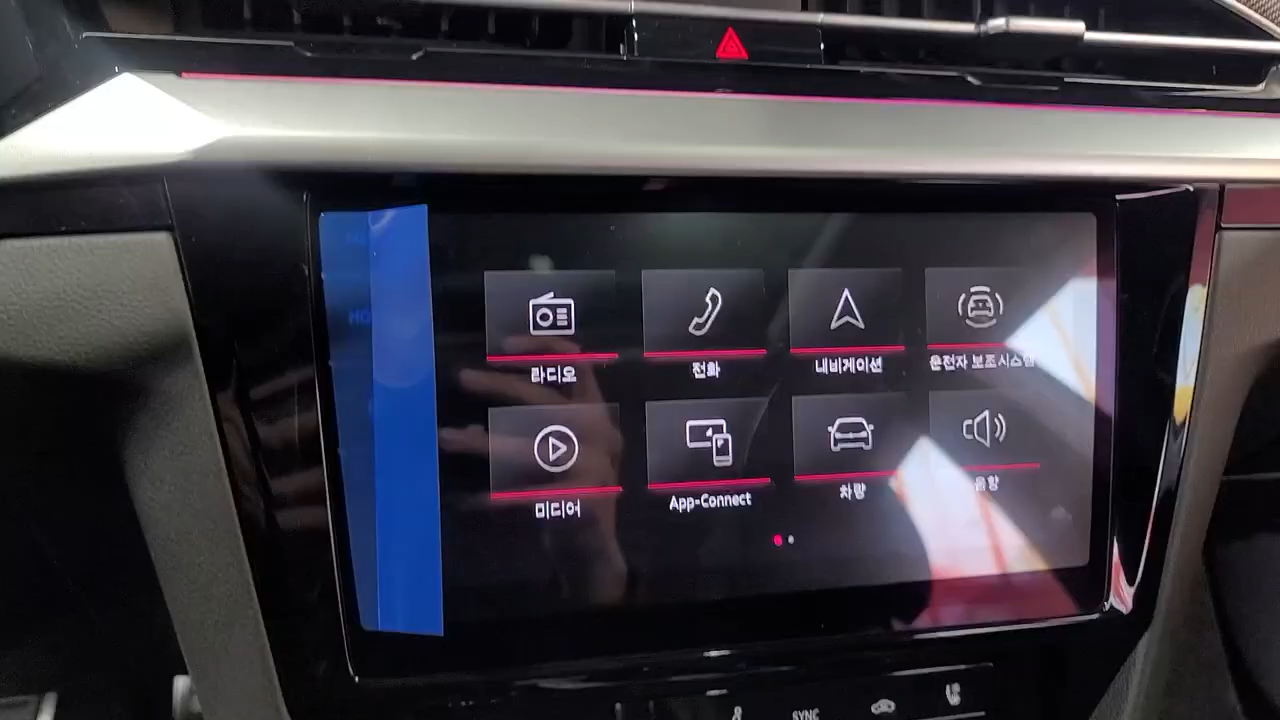 라디오
전화
내비게이션
운전자 보조시스템
미디어
App-Connect
차량
음향
SYNC